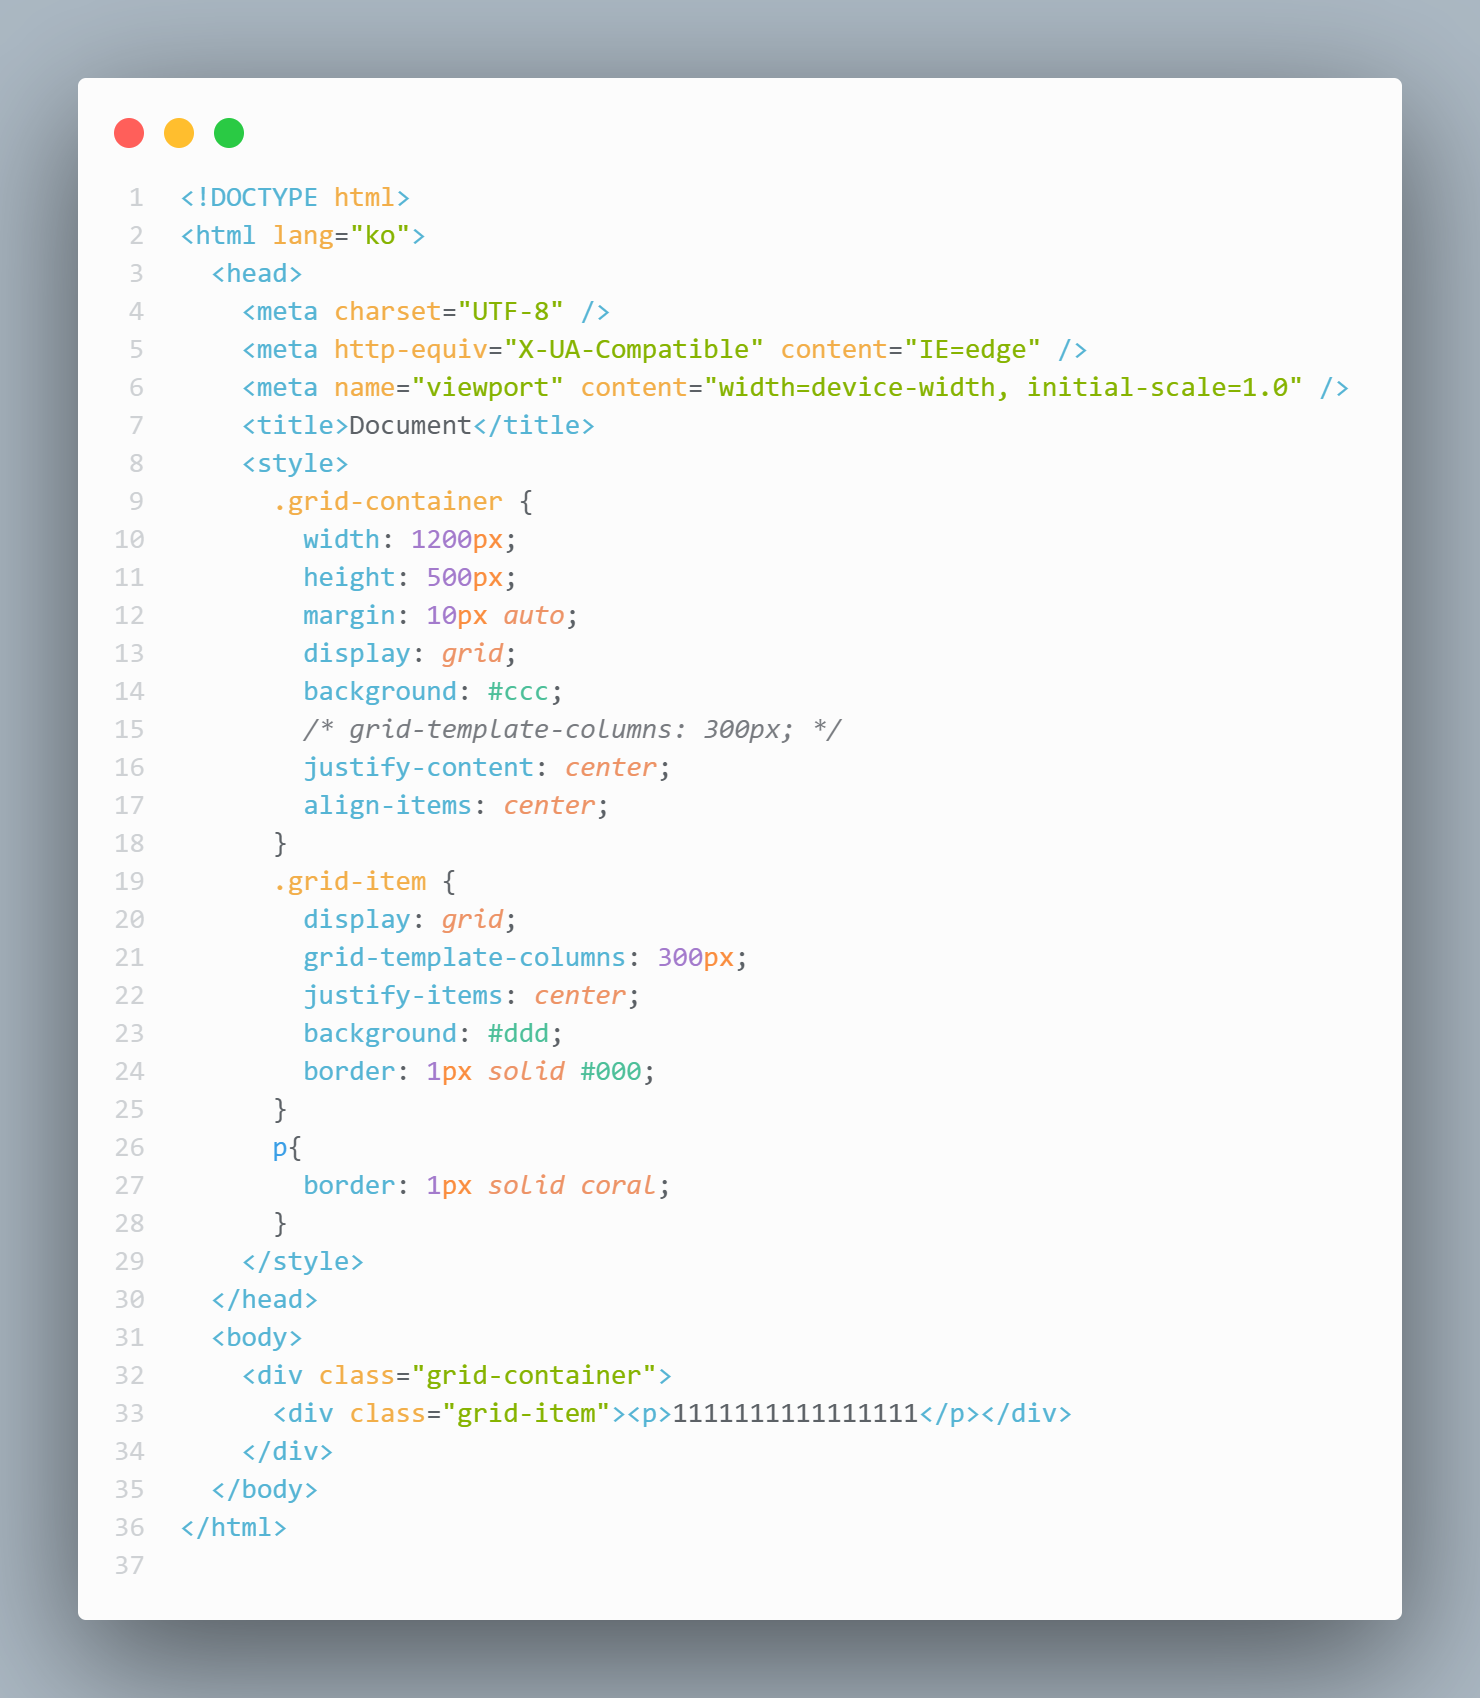 1 <!DOCTYPE html>
2 <html lang="ko">
3 <head>
4 <meta charset="UTF-8" />
5 <meta http-equiv="X-UA-Compatible" content="IE=edge" />
6 <meta name="viewport" content="width=device-width, initial-scale=1.0" />
7 <title>Document</title>
8 <style>
9 .grid-container {
10 width: 1200px;
11 height: 500px;
12 margin: 10px auto;
13 display: grid;
14 background: #ccc;
15 /* grid-template-columns: 300px; */
16 justify-content: center;
17 align-items: center;
18 }
19 .grid-item {
20 display: grid;
21 grid-template-columns: 300px;
22 justify-items: center;
23 background: #ddd;
24 border: 1px solid #000;
25 }
26 p{
27 border: 1px solid coral;
28 }
29 </style>
30 </head>
31 <body>
32 <div class="grid-container">
33 <div class="grid-item"><p>1111111111111111</p></div>
34 </div>
35 </body>
36 </html>
37